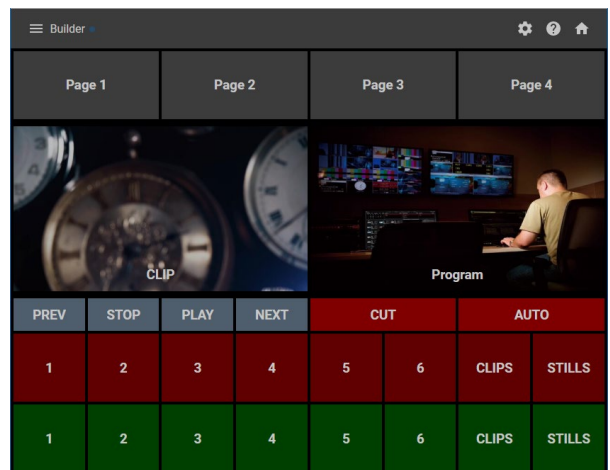 Builder
Page 1 Page 2 Page 3 Page 4
CLIP Program
PREV STOP PLAY NEXT CUT AUTO
1 2 3 4 5 6 CLIPS STILLS
1 2 3 4 5 6 CLIPS STILLS